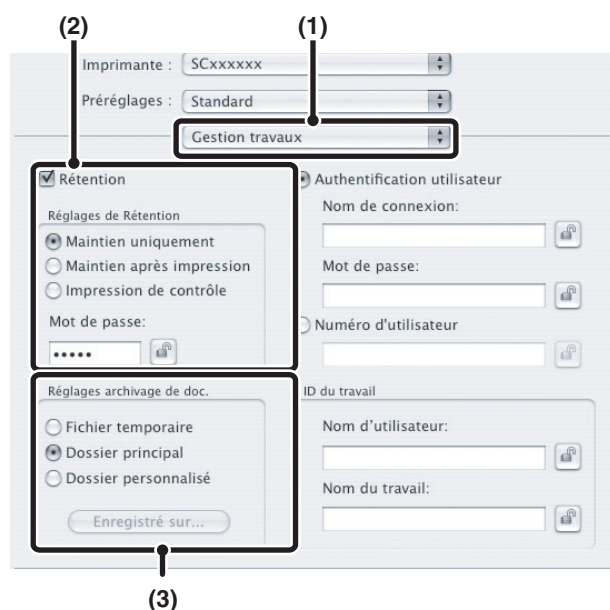 (2)
(1)
Imprimante : SCxxxxxx
Préréglages : Standard
Gestion travaux
Rétention
Réglages de Rétention
Maintien uniquement
Maintien après impression
Impression de contrôle
Mot de passe:
•••••
Réglages archivage de doc.
Fichier temporaire
Dossier principal
Dossier personnalisé
Enregistré sur...
(3)
Authentification utilisateur
Nom de connexion:
Mot de passe:
Numéro d'utilisateur
ID du travail
Nom d'utilisateur:
Nom du travail: